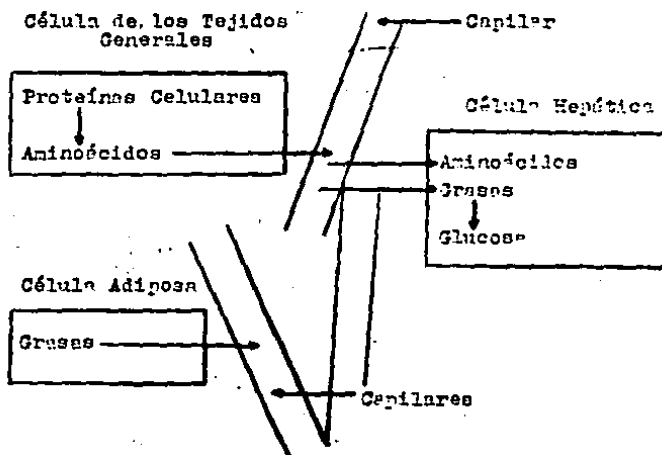 Célula de los Tejidos
Generales
Capilar
Proteínas Celulares
Aminoácidos
Célula Hepática
Aminoácidos
Grasas
Glucosa
Célula Adiposa
Grasas
Capilares